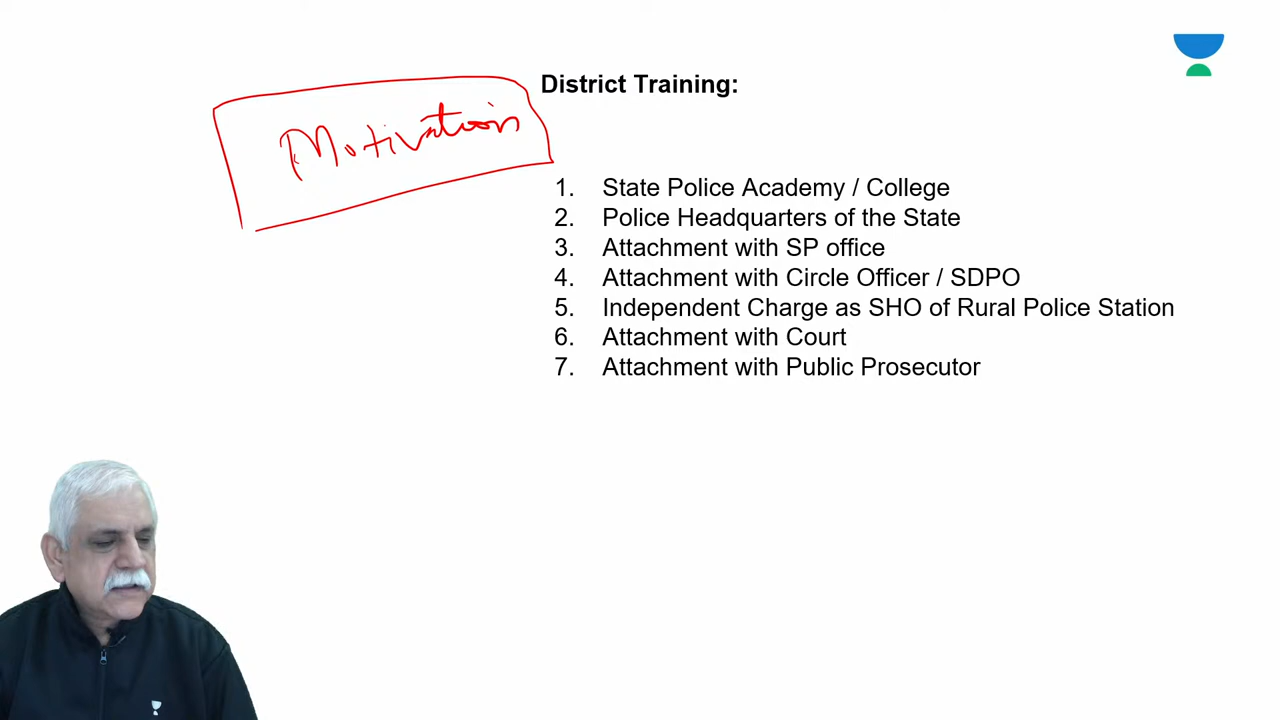 Motivation
District Training:
1. State Police Academy / College
2. Police Headquarters of the State
3. Attachment with SP office
4. Attachment with Circle Officer / SDPO
5. Independent Charge as SHO of Rural Police Station
6. Attachment with Court
7. Attachment with Public Prosecutor